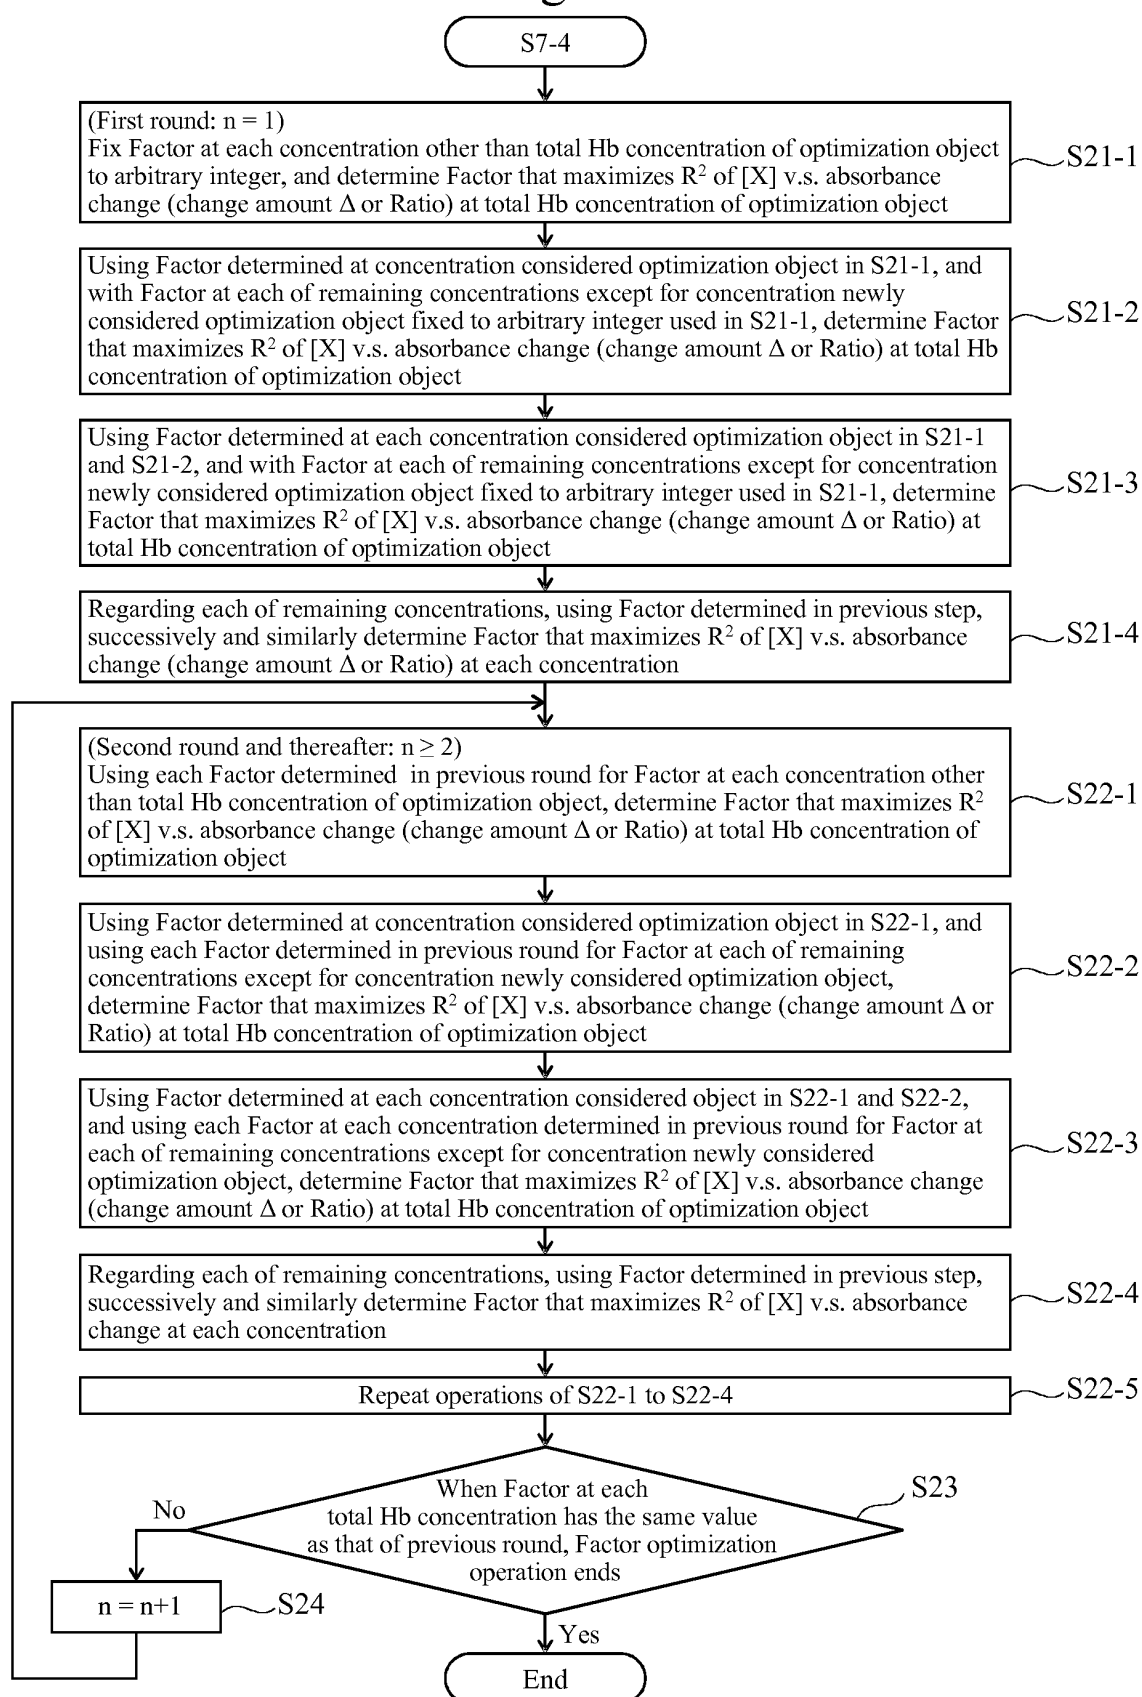 S7-4
(First round: n = 1)
Fix Factor at each concentration other than total Hb concentration of optimization object
to arbitrary integer, and determine Factor that maximizes R² of [X] v.s. absorbance
change (change amount Δ or Ratio) at total Hb concentration of optimization object
S21-1
Using Factor determined at concentration considered optimization object in S21-1, and
with Factor at each of remaining concentrations except for concentration newly
considered optimization object fixed to arbitrary integer used in S21-1, determine Factor
that maximizes R² of [X] v.s. absorbance change (change amount Δ or Ratio) at total Hb
concentration of optimization object
S21-2
Using Factor determined at each concentration considered optimization object in S21-1
and S21-2, and with Factor at each of remaining concentrations except for concentration
newly considered optimization object fixed to arbitrary integer used in S21-1, determine
Factor that maximizes R² of [X] v.s. absorbance change (change amount Δ or Ratio) at
total Hb concentration of optimization object
S21-3
Regarding each of remaining concentrations, using Factor determined in previous step,
successively and similarly determine Factor that maximizes R² of [X] v.s. absorbance
change (change amount Δ or Ratio) at each concentration
S21-4
(Second round and thereafter: n ≥ 2)
Using each Factor determined in previous round for Factor at each concentration other
than total Hb concentration of optimization object, determine Factor that maximizes R²
of [X] v.s. absorbance change (change amount Δ or Ratio) at total Hb concentration of
optimization object
S22-1
Using Factor determined at concentration considered optimization object in S22-1, and
using each Factor determined in previous round for Factor at each of remaining
concentrations except for concentration newly considered optimization object,
determine Factor that maximizes R² of [X] v.s. absorbance change (change amount Δ or
Ratio) at total Hb concentration of optimization object
S22-2
Using Factor determined at each concentration considered object in S22-1 and S22-2,
and using each Factor at each concentration determined in previous round for Factor at
each of remaining concentrations except for concentration newly considered
optimization object, determine Factor that maximizes R² of [X] v.s. absorbance change
(change amount Δ or Ratio) at total Hb concentration of optimization object
S22-3
Regarding each of remaining concentrations, using Factor determined in previous step,
successively and similarly determine Factor that maximizes R² of [X] v.s. absorbance
change at each concentration
S22-4
Repeat operations of S22-1 to S22-4
S22-5
When Factor at each
total Hb concentration has the same value
as that of previous round, Factor optimization
operation ends
S23
No
n = n+1
S24
Yes
End